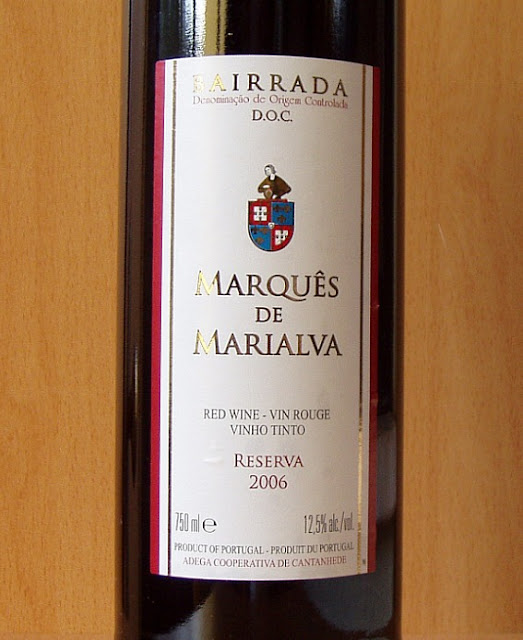 BAIRRADA
Denominação de Origem Controlada
D.O.C.
MARQUÊS
DE
MARIALVA
RED WINE - VIN ROUGE
VINHO TINTO
RESERVA
2006
750 ml e 12,5% alc./vol.
PRODUCT OF PORTUGAL - PRODUIT DU PORTUGAL
ADEGA COOPERATIVA DE CANTANHEDE